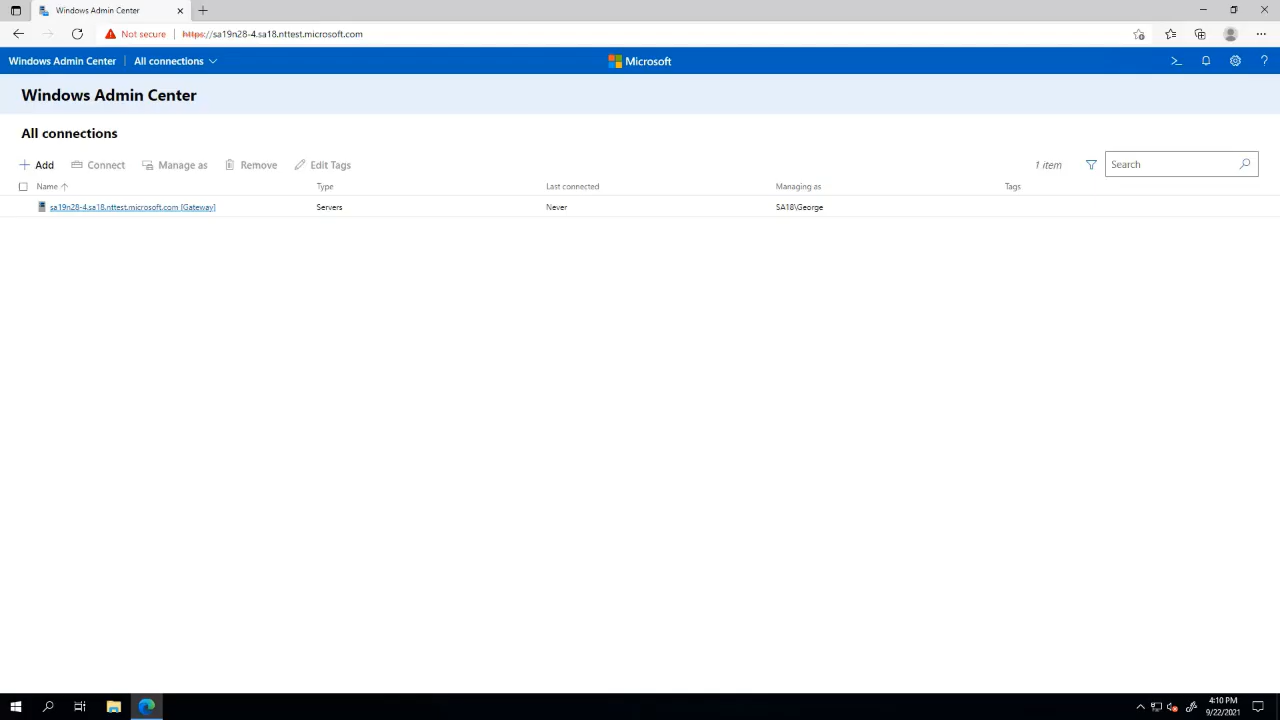 Windows Admin Center
Not secure https://sa19n28-4.sa18.nttest.microsoft.com
Windows Admin Center All connections Microsoft
Windows Admin Center
All connections
Add Connect Manage as Remove Edit Tags 1 item Search
Name Type Last connected Managing as Tags
sa19n28-4.sa18.nttest.microsoft.com [Gateway] Servers Never SA18\George
4:10 PM
9/22/2021